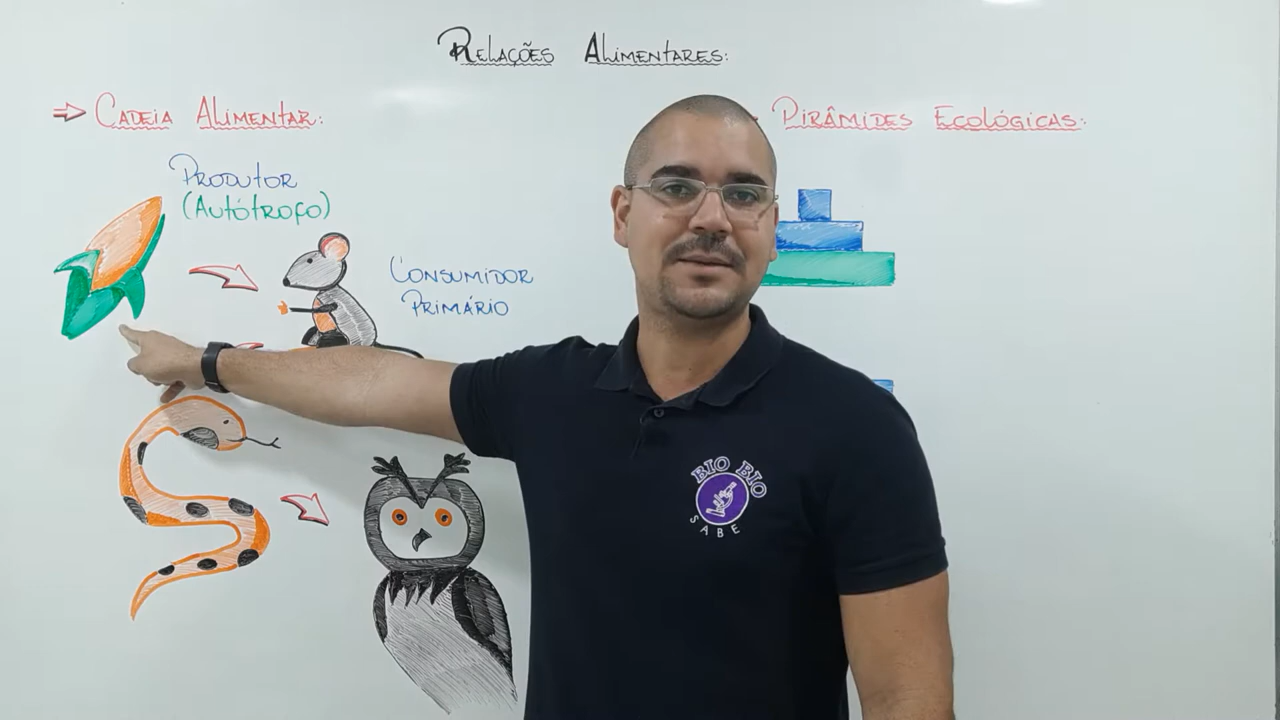 Relações Alimentares:
Cadeia Alimentar:
Produtor
(Autótrofo)
Consumidor
Primário
Pirâmides Ecológicas:
BIO BIO
SABE